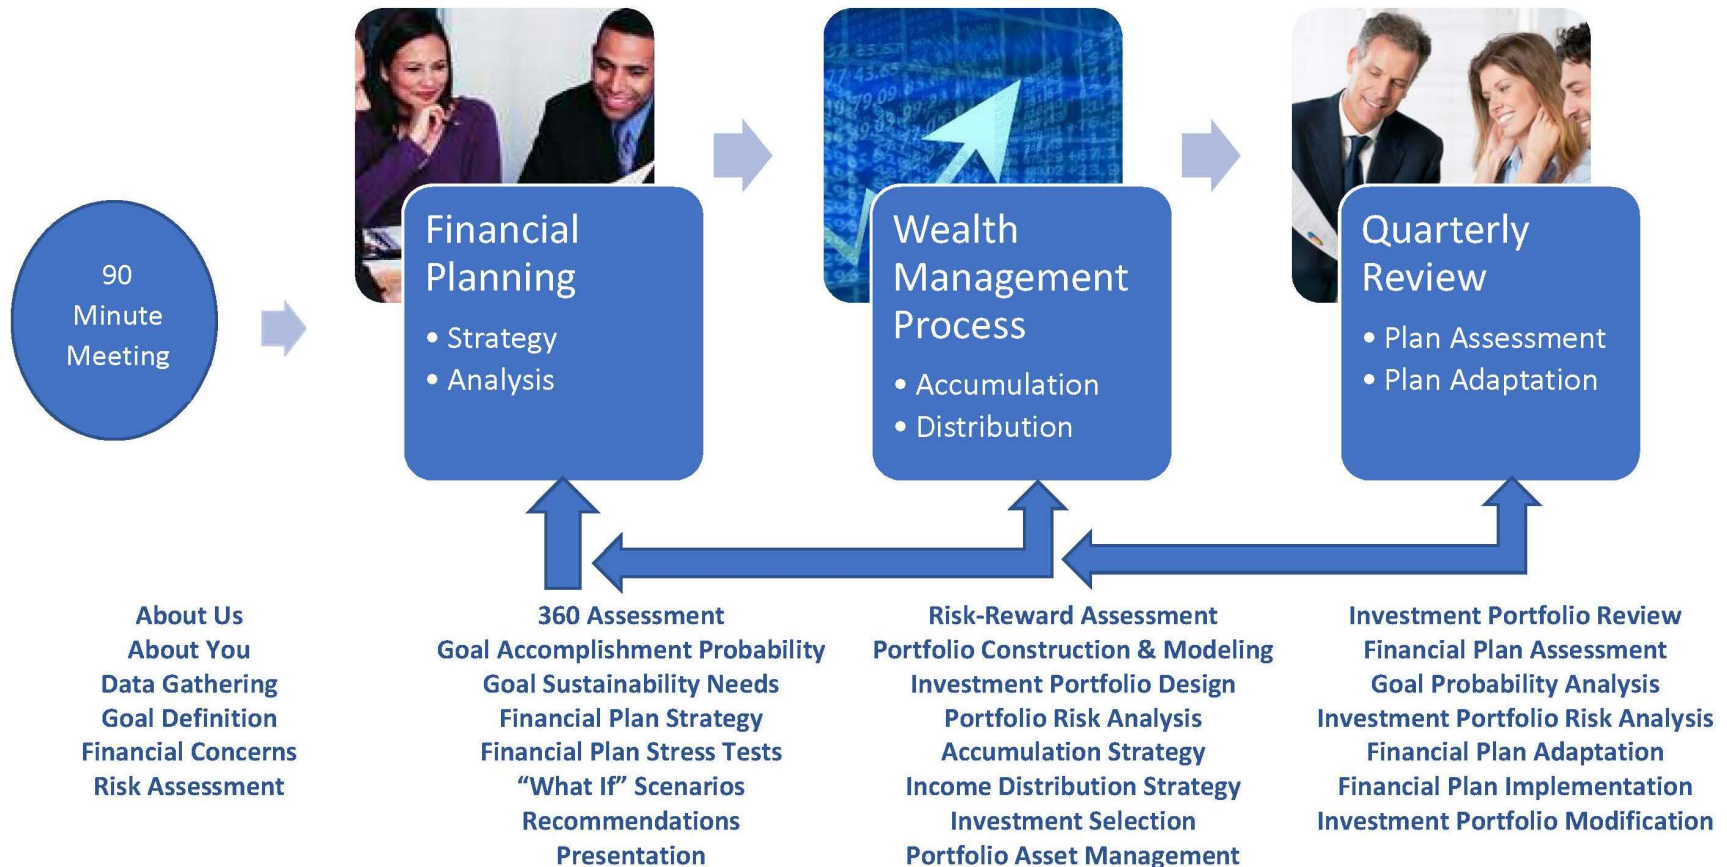 90
Minute
Meeting
Financial
Planning
• Strategy
• Analysis
Wealth
Management
Process
• Accumulation
• Distribution
Quarterly
Review
• Plan Assessment
• Plan Adaptation
About Us
About You
Data Gathering
Goal Definition
Financial Concerns
Risk Assessment
360 Assessment
Goal Accomplishment Probability
Goal Sustainability Needs
Financial Plan Strategy
Financial Plan Stress Tests
“What If” Scenarios
Recommendations
Presentation
Risk-Reward Assessment
Portfolio Construction & Modeling
Investment Portfolio Design
Portfolio Risk Analysis
Accumulation Strategy
Income Distribution Strategy
Investment Selection
Portfolio Asset Management
Investment Portfolio Review
Financial Plan Assessment
Goal Probability Analysis
Investment Portfolio Risk Analysis
Financial Plan Adaptation
Financial Plan Implementation
Investment Portfolio Modification